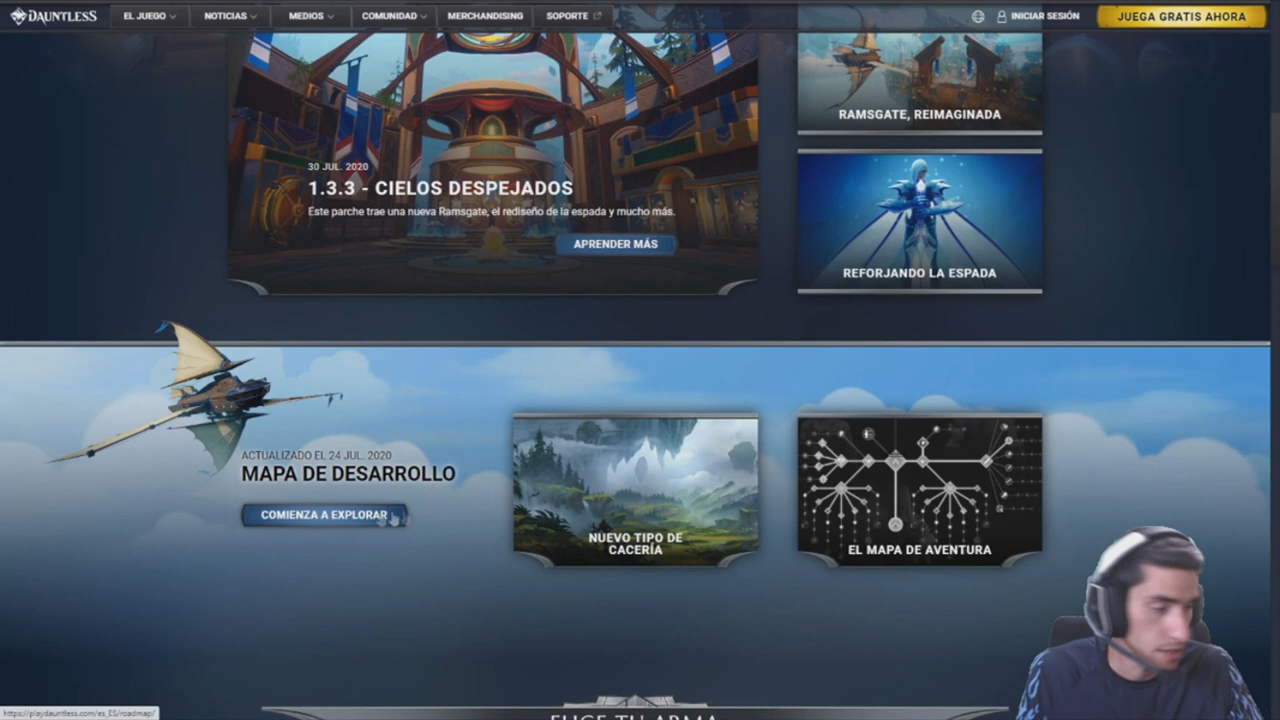 DAUNTLESS
EL JUEGO
NOTICIAS
MEDIOS
COMUNIDAD
MERCHANDISING
SOPORTE
INICIAR SESIÓN
JUEGA GRATIS AHORA
30 JUL. 2020
1.3.3 - CIELOS DESPEJADOS
Este parche trae una nueva Ramsgate, el rediseño de la espada y mucho más.
APRENDER MÁS
RAMSGATE, REIMAGINADA
REFORJANDO LA ESPADA
ACTUALIZADO EL 24 JUL. 2020
MAPA DE DESARROLLO
COMIENZA A EXPLORAR
NUEVO TIPO DE
CACERÍA
EL MAPA DE AVENTURA
https://playdauntless.com/es_ES/roadmap/
ELIGE TU ARMA